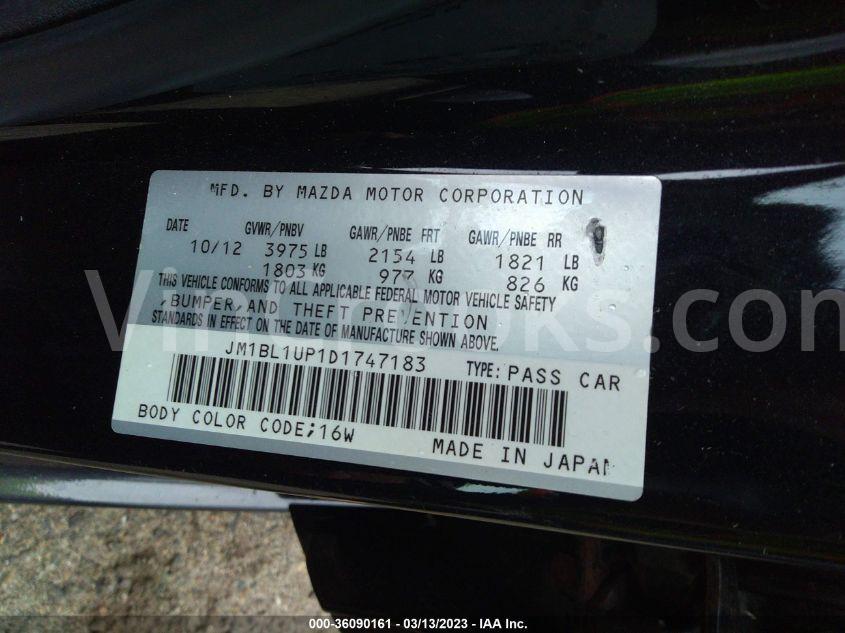 MFD. BY MAZDA MOTOR CORPORATION
DATE GVWR/PNBV GAWR/PNBE FRT GAWR/PNBE RR
10/12 3975 LB 2154 LB 1821 LB
1803 KG 977 KG 826 KG
THIS VEHICLE CONFORMS TO ALL APPLICABLE FEDERAL MOTOR VEHICLE SAFETY
,BUMPER,AND THEFT PREVENTION
STANDARDS IN EFFECT ON THE DATE OF MANUFACTURE SHOWN ABOVE.
JM1BL1UP1D1747183 TYPE: PASS CAR
BODY COLOR CODE;16W
MADE IN JAPAN
000-36090161 - 03/13/2023 - IAA Inc.